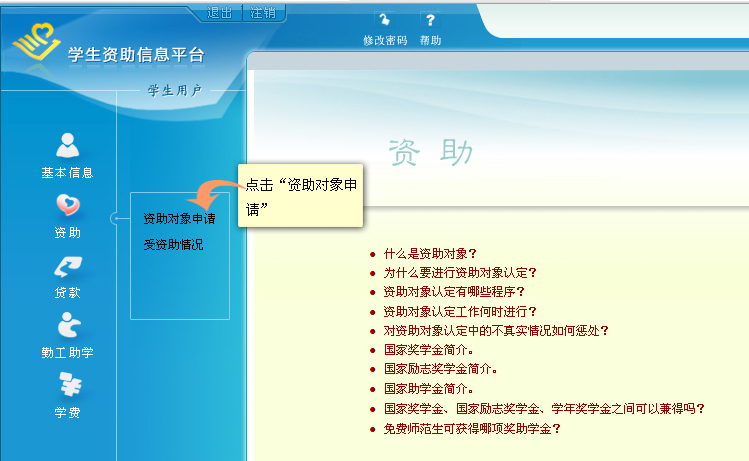 退出 注销
学生资助信息平台
修改密码 帮助
学生用户
资助
基本信息
资助
贷款
勤工助学
学费
资助对象申请
受资助情况
点击“资助对象申
请”
什么是资助对象？
为什么要进行资助对象认定？
资助对象认定有哪些程序？
资助对象认定工作何时进行？
对资助对象认定中的不真实情况如何惩处？
国家奖学金简介。
国家励志奖学金简介。
国家助学金简介。
国家奖学金、国家励志奖学金、学年奖学金之间可以兼得吗？
免费师范生可获得哪项奖助学金？